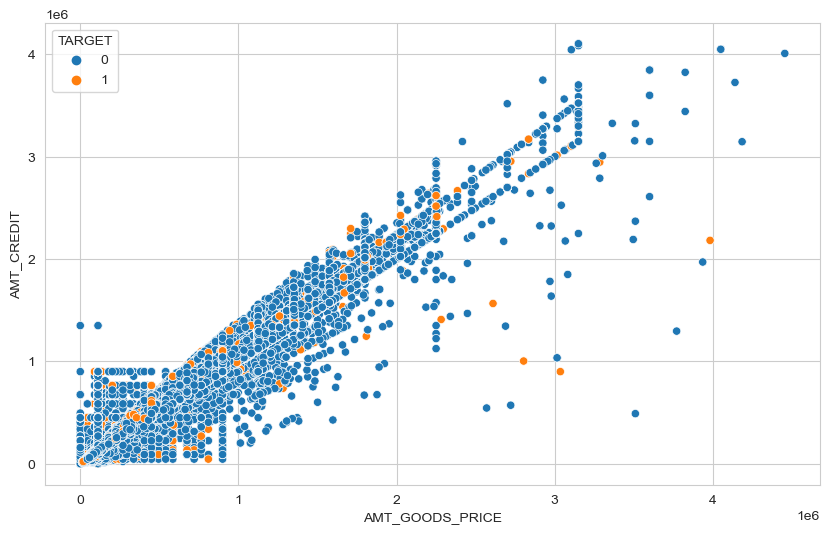 1e6
TARGET
0
1
4
3
2
1
0
AMT_CREDIT
0 1 2 3 4
1e6
AMT_GOODS_PRICE